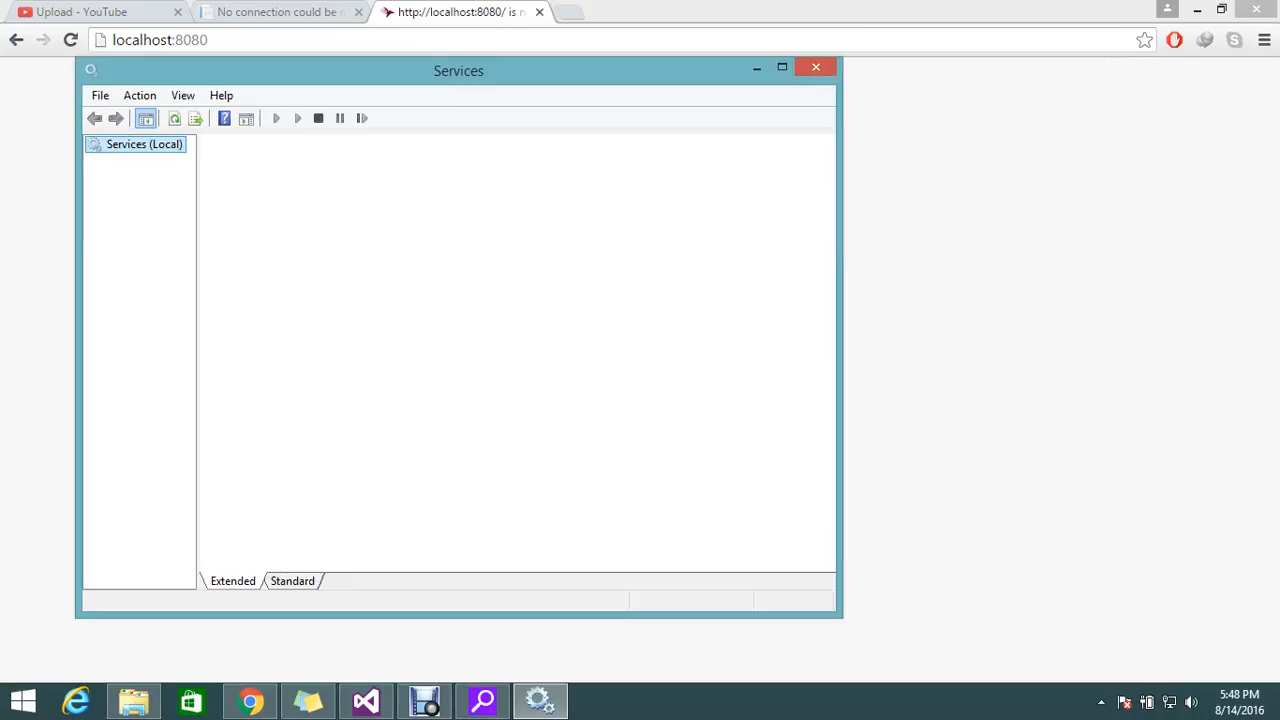 Upload - YouTube
No connection could be n
http://localhost:8080/ is n
localhost:8080
Services
File Action View Help
Services (Local)
Extended Standard
5:48 PM
8/14/2016